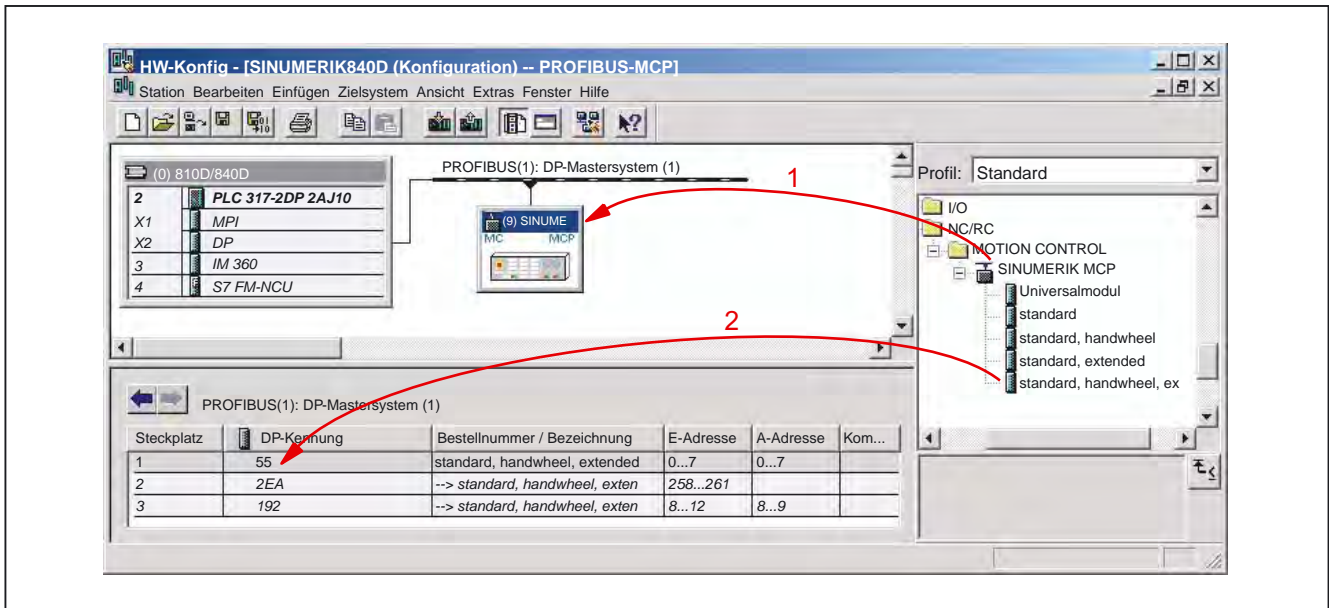 HW-Konfig - [SINUMERIK840D (Konfiguration) -- PROFIBUS-MCP]
Station Bearbeiten Einfügen Zielsystem Ansicht Extras Fenster Hilfe
(0) 810D/840D
2 PLC 317-2DP 2AJ10
X1 MPI
X2 DP
3 IM 360
4 S7 FM-NCU
PROFIBUS(1): DP-Mastersystem (1)
(9) SINUME
MC MCP
1
2
Profil: Standard
I/O
NC/RC
MOTION CONTROL
SINUMERIK MCP
Universalmodul
standard
standard, handwheel
standard, extended
standard, handwheel, ex
PROFIBUS(1): DP-Mastersystem (1)
Steckplatz DP-Kennung Bestellnummer / Bezeichnung E-Adresse A-Adresse Kom...
1 55 standard, handwheel, extended 0...7 0...7
2 2EA --> standard, handwheel, exten 258...261
3 192 --> standard, handwheel, exten 8...12 8...9